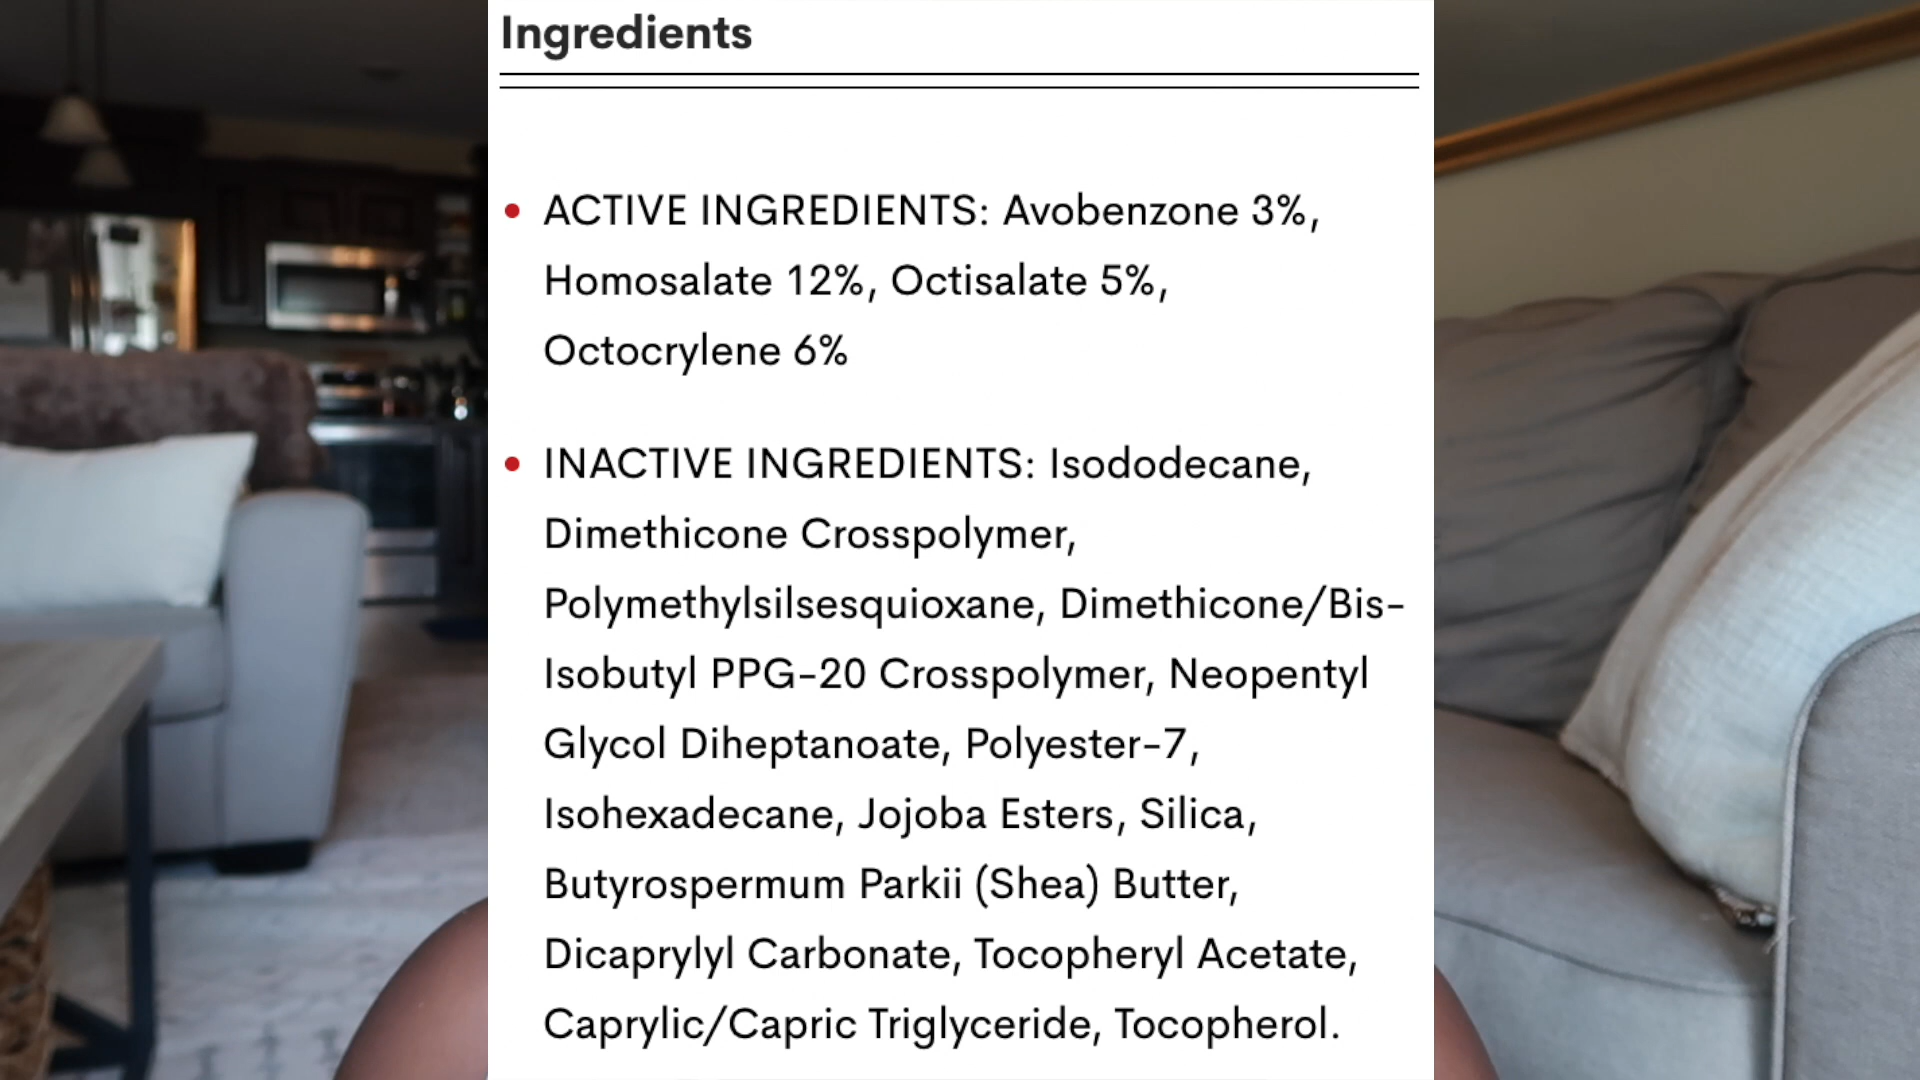 Ingredients
ACTIVE INGREDIENTS: Avobenzone 3%,
Homosalate 12%, Octisalate 5%,
Octocrylene 6%
INACTIVE INGREDIENTS: Isododecane,
Dimethicone Crosspolymer,
Polymethylsilsesquioxane, Dimethicone/Bis-
Isobutyl PPG-20 Crosspolymer, Neopentyl
Glycol Diheptanoate, Polyester-7,
Isohexadecane, Jojoba Esters, Silica,
Butyrospermum Parkii (Shea) Butter,
Dicaprylyl Carbonate, Tocopheryl Acetate,
Caprylic/Capric Triglyceride, Tocopherol.